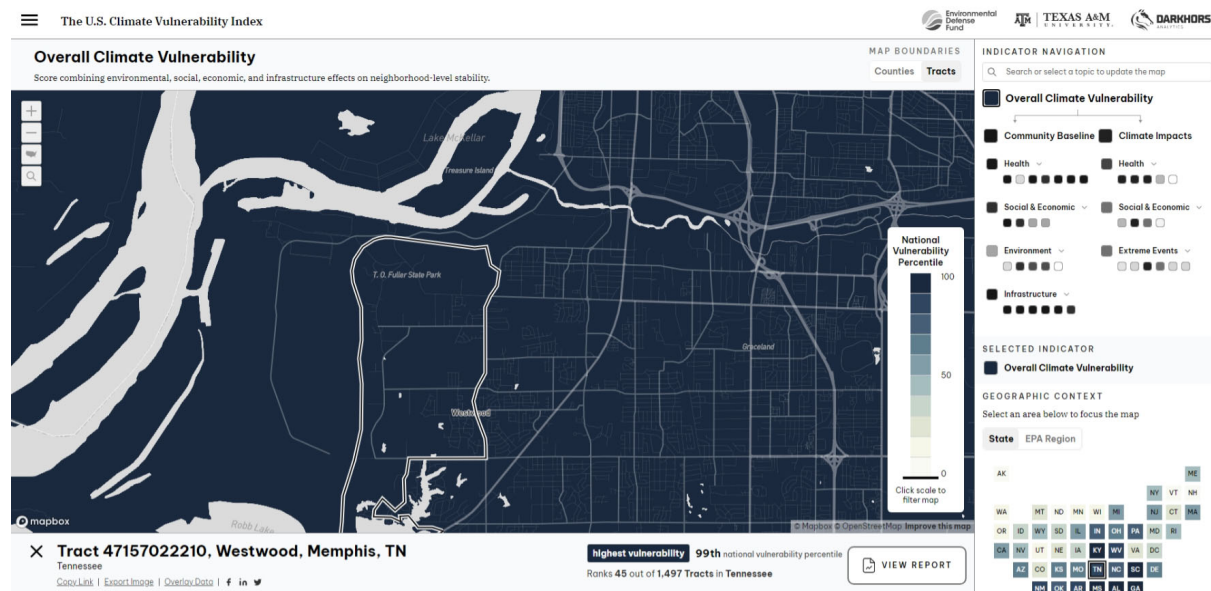 The U.S. Climate Vulnerability Index
Environmental
Defense
Fund
ATM
TEXAS A&M
UNIVERSITY.
DARKHORS
ANALYTICS
Overall Climate Vulnerability
Score combining environmental, social, economic, and infrastructure effects on neighborhood-level stability.
MAP BOUNDARIES
Counties Tracts
Lake McKellar
Treasure Island
T. O. Fuller State Park
Graceland
Westwood
Robb Lake
National
Vulnerability
Percentile
100
50
0
Click scale to
filter map
mapbox
© Mapbox © OpenStreetMap Improve this map
Tract 47157022210, Westwood, Memphis, TN
Tennessee
Copy Link | Export Image | Overlay Data |
highest vulnerability 99th national vulnerability percentile
Ranks 45 out of 1,497 Tracts in Tennessee
VIEW REPORT
INDICATOR NAVIGATION
Search or select a topic to update the map
Overall Climate Vulnerability
Community Baseline Climate Impacts
Health Health
Social & Economic Social & Economic
Environment Extreme Events
Infrastructure
SELECTED INDICATOR
Overall Climate Vulnerability
GEOGRAPHIC CONTEXT
Select an area below to focus the map
State EPA Region
AK ME
NY VT NH
WA MT ND MN WI MI NJ CT MA
OR ID WY SD IL IN OH PA MD RI
CA NV UT NE IA KY WV VA DC
AZ CO KS MO TN NC SC DE
NM OK AR MS AL GA